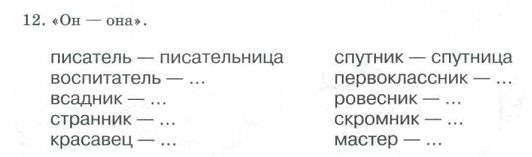 12. «Он — она».
писатель — писательница
воспитатель — ...
всадник — ...
странник — ...
красавец — ...
спутник — спутница
первоклассник — ...
ровесник — ...
скромник — ...
мастер — ...